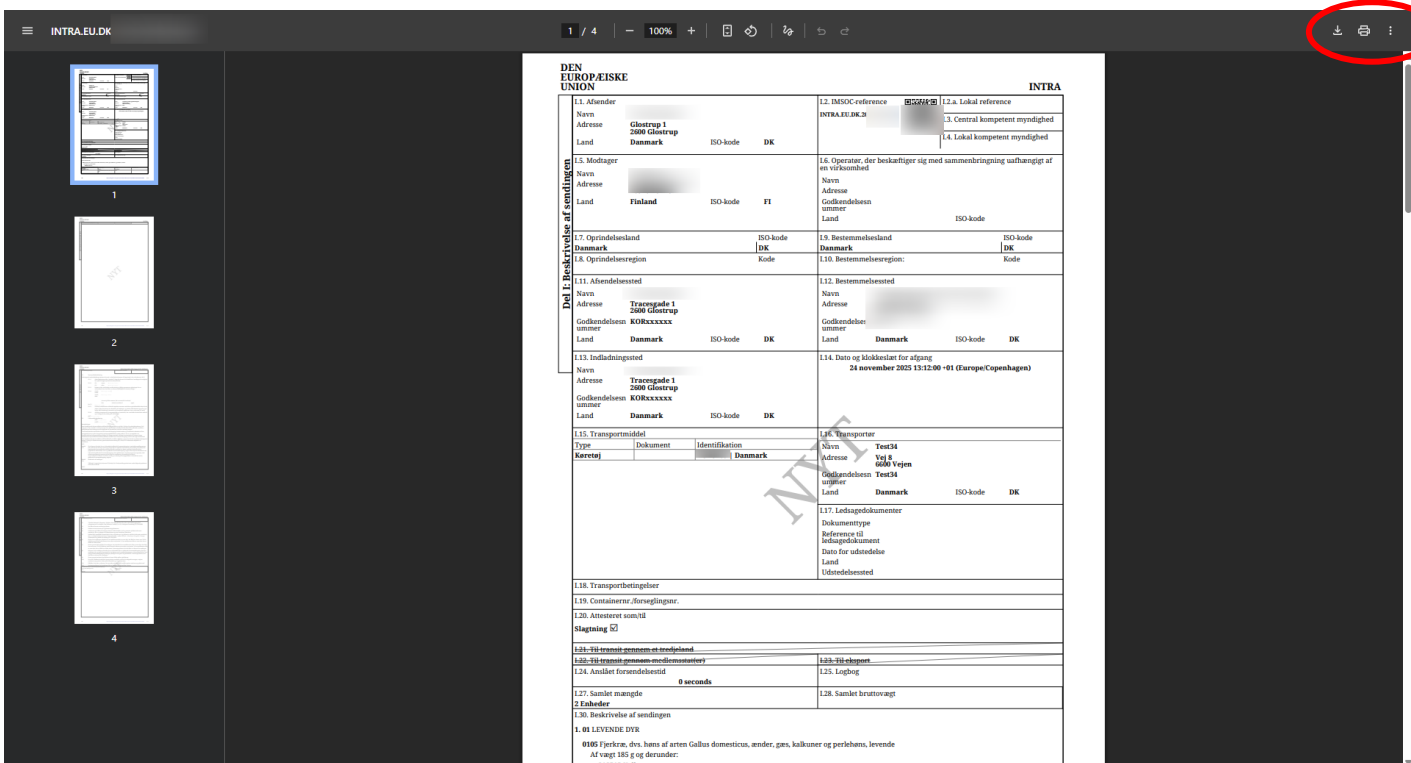 INTRA.EU.DK
1 / 4 − 100% +
DEN
EUROPÆISKE
UNION
INTRA
Del I: Beskrivelse af sendingen
I.1. Afsender
Navn
Adresse Glostrup 1
2600 Glostrup
Land Danmark ISO-kode DK
I.2. IMSOC-reference
INTRA.EU.DK.
I.2.a. Lokal reference
I.3. Central kompetent myndighed
I.4. Lokal kompetent myndighed
I.5. Modtager
Navn
Adresse
Land Finland ISO-kode FI
I.6. Operatør, der beskæftiger sig med sammenbringning uafhængigt af
en virksomhed
Navn
Adresse
Godkendelsesn
ummer
Land ISO-kode
I.7. Oprindelsesland ISO-kode
Danmark DK
I.9. Bestemmelsesland ISO-kode
Danmark DK
I.8. Oprindelsesregion Kode
I.10. Bestemmelsesregion: Kode
I.11. Afsendelsessted
Navn
Adresse Tracesgade 1
2600 Glostrup
Godkendelsesn KORxxxxxx
ummer
Land Danmark ISO-kode DK
I.12. Bestemmelsessted
Navn
Adresse
Godkendelses
ummer
Land Danmark ISO-kode DK
I.13. Indladningssted
Navn
Adresse Tracesgade 1
2600 Glostrup
Godkendelsesn KORxxxxxx
ummer
Land Danmark ISO-kode DK
I.14. Dato og klokkeslæt for afgang
24 november 2025 13:12:00 +01 (Europe/Copenhagen)
I.15. Transportmiddel
Type Dokument Identifikation
Køretøj Danmark
I.16. Transportør
Navn Test34
Adresse Vej 8
6600 Vejen
Godkendelsesn Test34
ummer
Land Danmark ISO-kode DK
NYT
I.17. Ledsagedokumenter
Dokumenttype
Reference til
ledsagedokument
Dato for udstedelse
Land
Udstedelsessted
I.18. Transportbetingelser
I.19. Containernr./forseglingsnr.
I.20. Attesteret som/til
Slagtning
I.21. Til transit gennem et tredjeland
I.22. Til transit gennem medlemsstat(er)
I.23. Til eksport
I.24. Anslået forsendelsestid
0 seconds
I.25. Logbog
I.27. Samlet mængde
2 Enheder
I.28. Samlet bruttovægt
I.30. Beskrivelse af sendingen
1. 01 LEVENDE DYR
0105 Fjerkræ, dvs. høns af arten Gallus domesticus, ænder, gæs, kalkuner og perlehøns, levende
Af vægt 185 g og derunder:
1
2
3
4